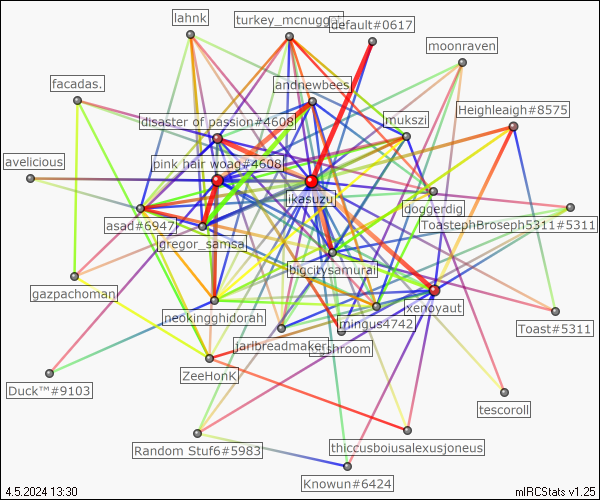 lahnk
turkey_mcnugget
default#0617
moonraven
facadas.
andnewbees
Heighleaigh#8575
disaster of passion#4608
mukszi
avelicious
pink hair woag#4608
ikasuzu
doggerdig
asad#6947
ToastephBroseph5311#5311
gregor_samsa
bigcitysamurai
gazpachoman
neokingghidorah
mingus4742
xenoyaut
Toast#5311
jarlbreadmaker
ZeeHonK
Duck™#9103
tescoroll
Random Stuf6#5983
thiccusboiusalexusjoneus
Knowun#6424
4.5.2024 13:30
mIRCStats v1.25